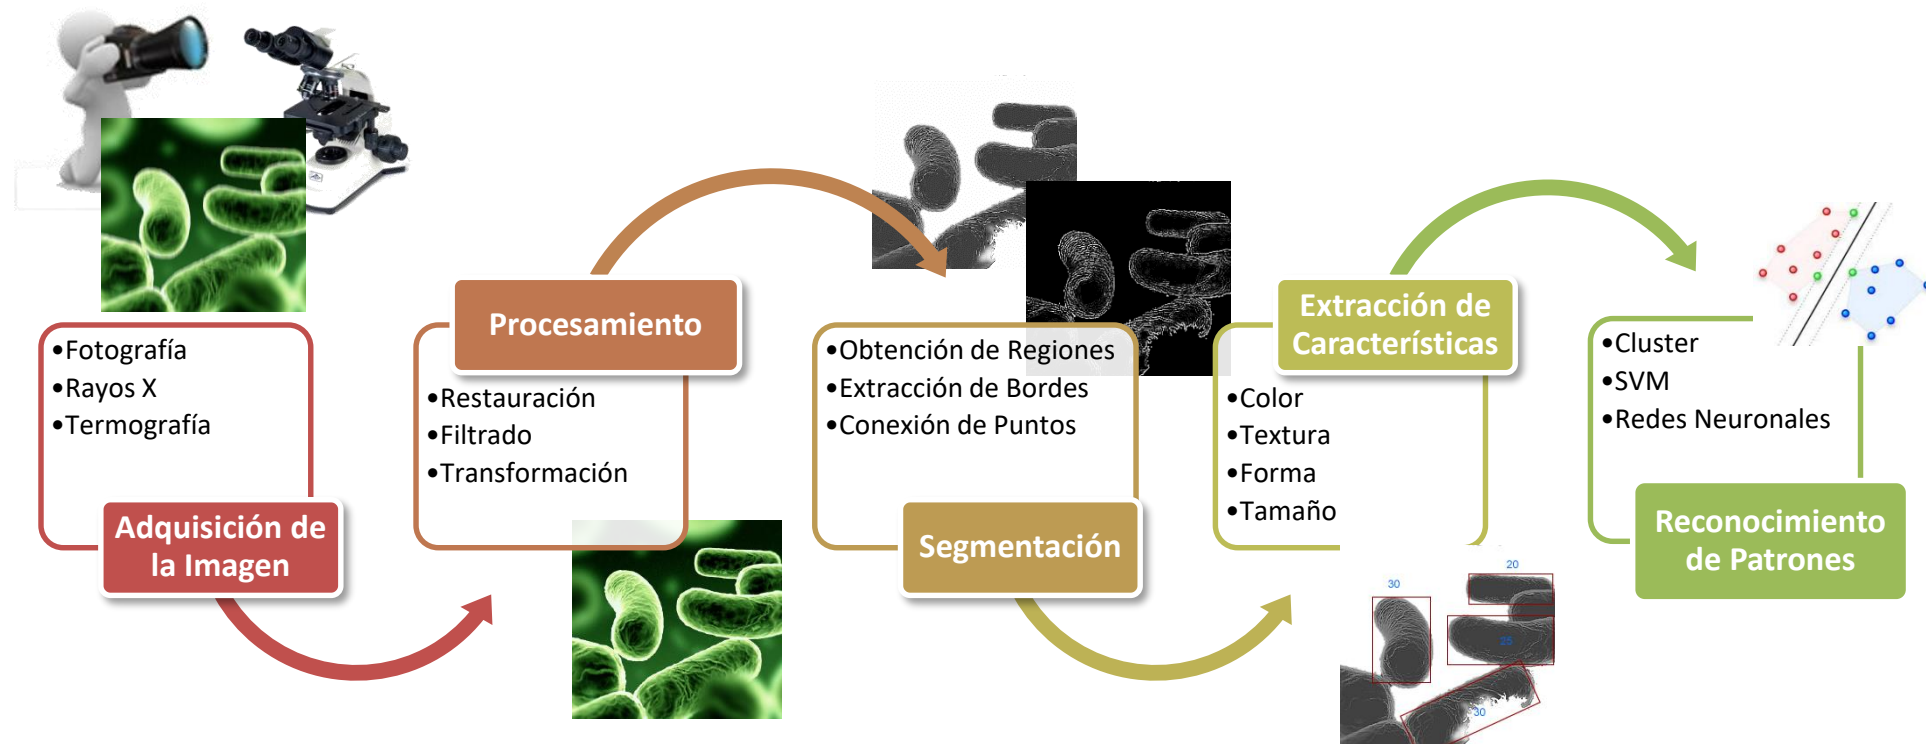 •Fotografía
•Rayos X
•Termografía
Adquisición de
la Imagen
Procesamiento
•Restauración
•Filtrado
•Transformación
•Obtención de Regiones
•Extracción de Bordes
•Conexión de Puntos
Segmentación
Extracción de
Características
•Color
•Textura
•Forma
•Tamaño
20
30
25
30
•Cluster
•SVM
•Redes Neuronales
Reconocimiento
de Patrones